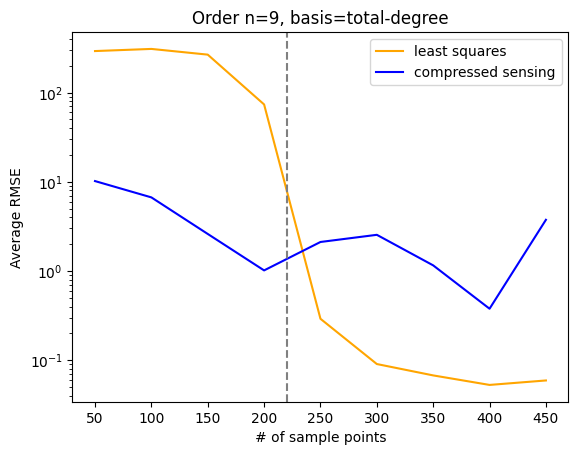 Order n=9, basis=total-degree
least squares
compressed sensing
Average RMSE
10²
10¹
10⁰
10⁻¹
50 100 150 200 250 300 350 400 450
# of sample points